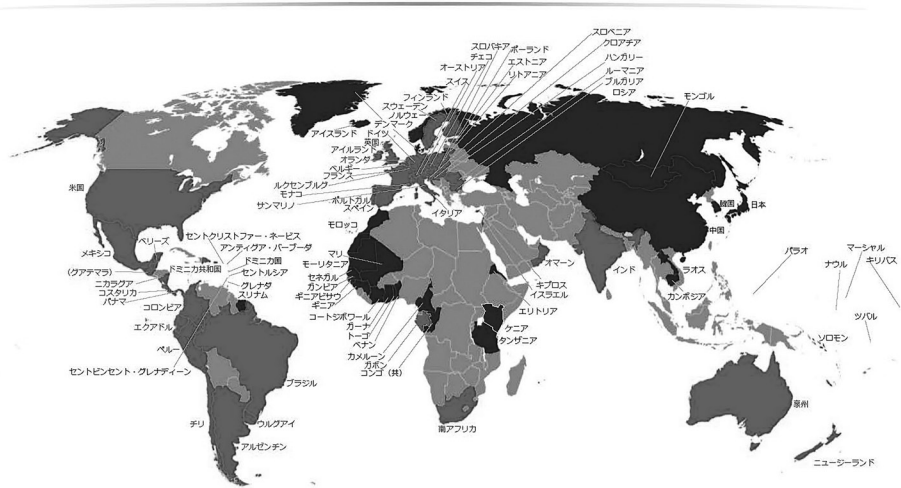 スロベニア
クロアチア
ハンガリー
ルーマニア
ブルガリア
ロシア
スロバキア
チェコ
オーストリア
スイス
ポーランド
エストニア
リトアニア
フィンランド
スウェーデン
ノルウェー
デンマーク
ドイツ
英国
アイスランド
アイルランド
オランダ
ベルギー
フランス
ルクセンブルグ
モナコ
サンマリノ
ポルトガル
スペイン
イタリア
モンゴル
韓国
日本
中国
米国
メキシコ
ベリーズ
(グアテマラ)
ニカラグア
コスタリカ
パナマ
セントクリストファー・ネービス
アンティグア・バーブーダ
ドミニカ国
ドミニカ共和国
セントルシア
グレナダ
スリナム
コロンビア
エクアドル
ペルー
セントビンセント・グレナディーン
ブラジル
チリ
ウルグアイ
アルゼンチン
モロッコ
マリ
モーリタニア
セネガル
ガンビア
ギニアビサウ
ギニア
コートジボワール
ガーナ
トーゴ
ベナン
カメルーン
ガボン
コンゴ(共)
オマーン
キプロス
イスラエル
エリトリア
ケニア
タンザニア
南アフリカ
インド
ラオス
カンボジア
パラオ
ナウル
マーシャル
キリバス
ツバル
ソロモン
豪州
ニュージーランド